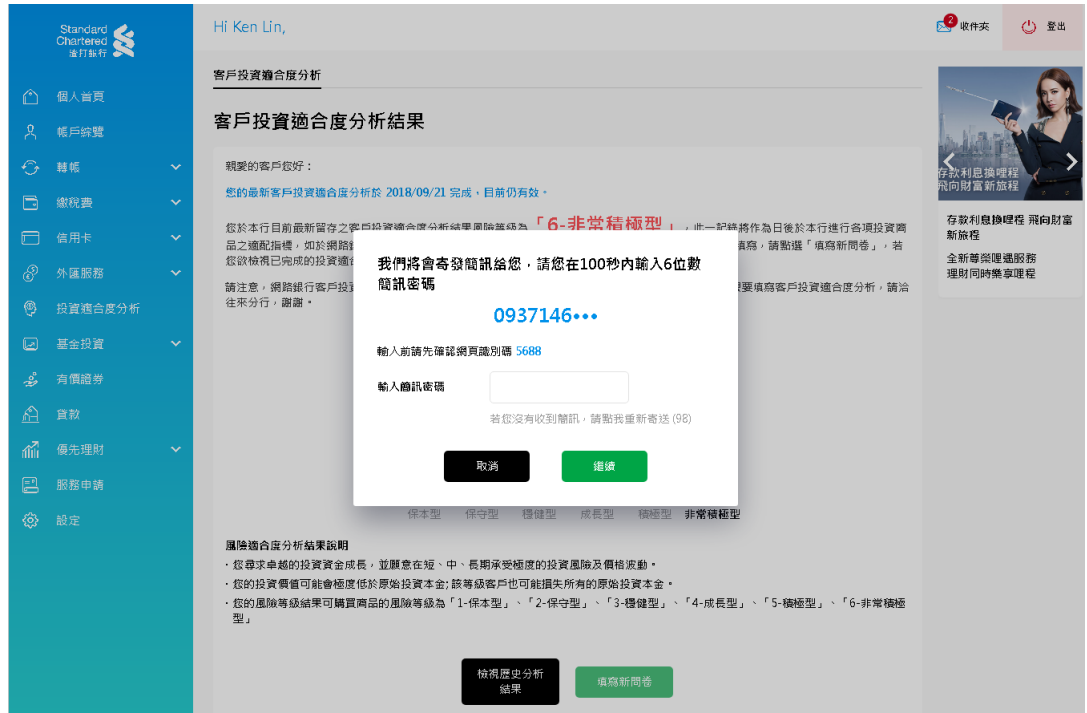 Standard
Chartered
渣打銀行
Hi Ken Lin,
2
收件夾
登出
個人首頁
帳戶綜覽
轉帳
繳稅費
信用卡
外匯服務
投資適合度分析
基金投資
有價證券
貸款
優先理財
服務申請
設定
客戶投資適合度分析
客戶投資適合度分析結果
親愛的客戶您好：
您的最新客戶投資適合度分析於 2018/09/21 完成，目前仍有效。
您於本行目前最新留存之客戶投資適合度分析結果風險等級為「6-非常積極型」，此一記錄將作為日後於本行進行各項投資商
品之適配指標，如於網路銀 填寫，請點選「填寫新問卷」，若
您欲檢視已完成的投資適合
請注意，網路銀行客戶投資 要填寫客戶投資適合度分析，請洽
往來分行，謝謝。
我們將會寄發簡訊給您，請您在100秒內輸入6位數
簡訊密碼
0937146•••
輸入前請先確認網頁識別碼 5688
輸入簡訊密碼
若您沒有收到簡訊，請點我重新寄送 (98)
取消
繼續
保本型 保守型 穩健型 成長型 積極型 非常積極型
風險適合度分析結果說明
・您尋求卓越的投資資金成長，並願意在短、中、長期承受極度的投資風險及價格波動。
・您的投資價值可能會極度低於原始投資本金;該等級客戶也可能損失所有的原始投資本金。
・您的風險等級結果可購買商品的風險等級為「1-保本型」、「2-保守型」、「3-穩健型」、「4-成長型」、「5-積極型」、「6-非常積極
型」
檢視歷史分析
結果
填寫新問卷
存款利息換哩程
飛向財富新旅程
存款利息換哩程 飛向財富
新旅程
全新尊榮禮遇服務
理財同時樂享哩程